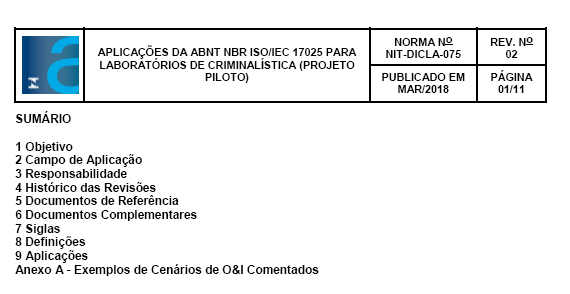 APLICAÇÕES DA ABNT NBR ISO/IEC 17025 PARA
LABORATÓRIOS DE CRIMINALÍSTICA (PROJETO
PILOTO)
NORMA Nº
NIT-DICLA-075
REV. Nº
02
PUBLICADO EM
MAR/2018
PÁGINA
01/11
SUMÁRIO
1 Objetivo
2 Campo de Aplicação
3 Responsabilidade
4 Histórico das Revisões
5 Documentos de Referência
6 Documentos Complementares
7 Siglas
8 Definições
9 Aplicações
Anexo A - Exemplos de Cenários de O&I Comentados